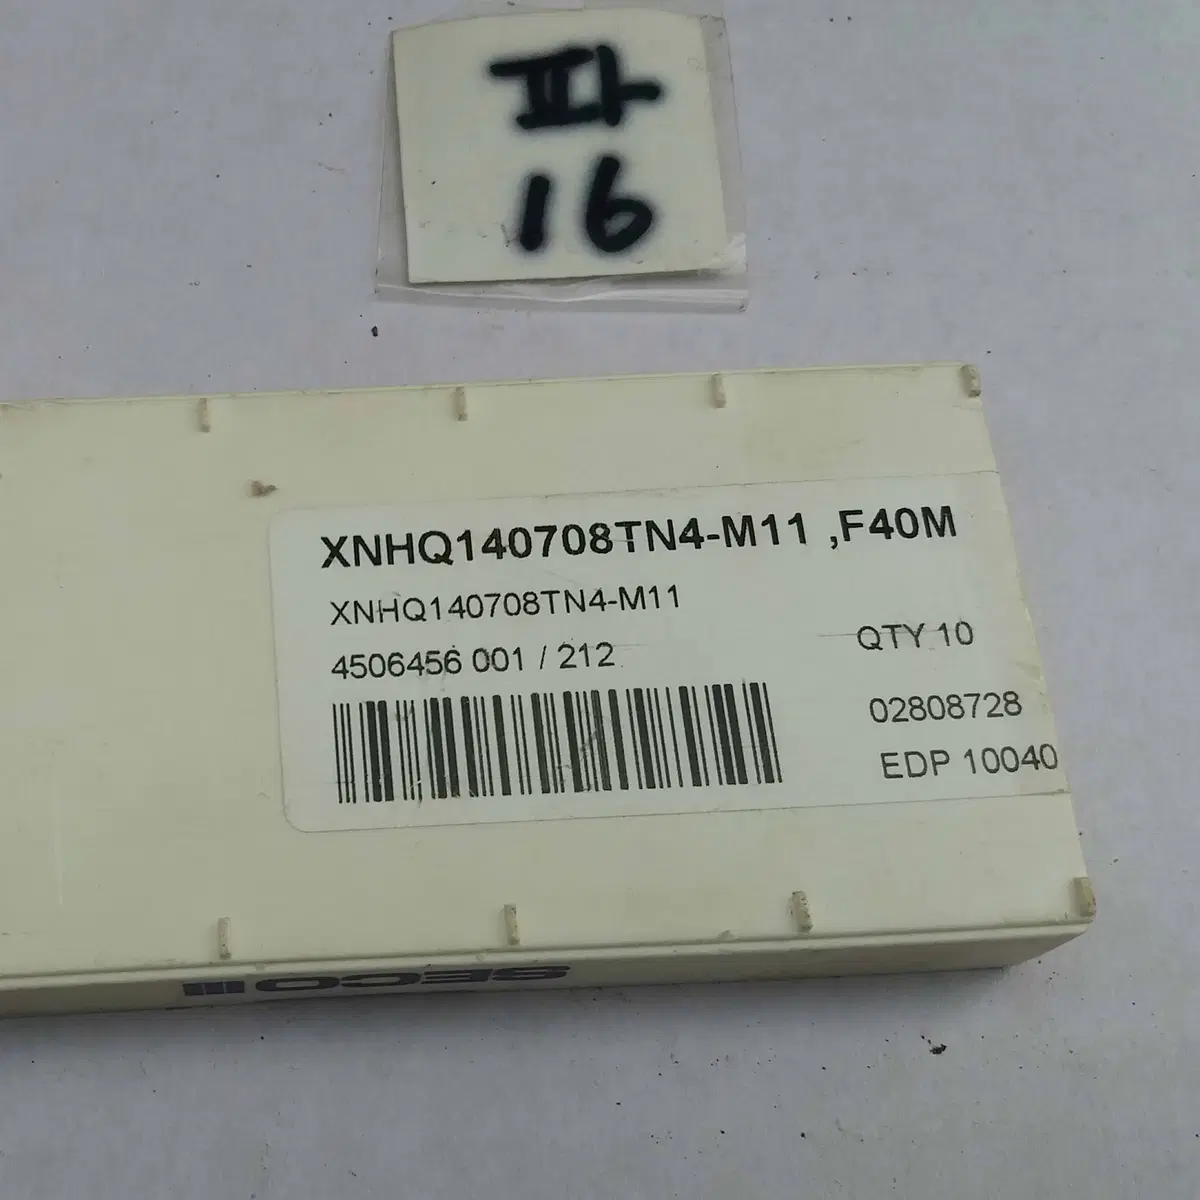 파
16
XNHQ140708TN4-M11 ,F40M
XNHQ140708TN4-M11
4506456 001 / 212
QTY 10
02808728
EDP 10040
SECO